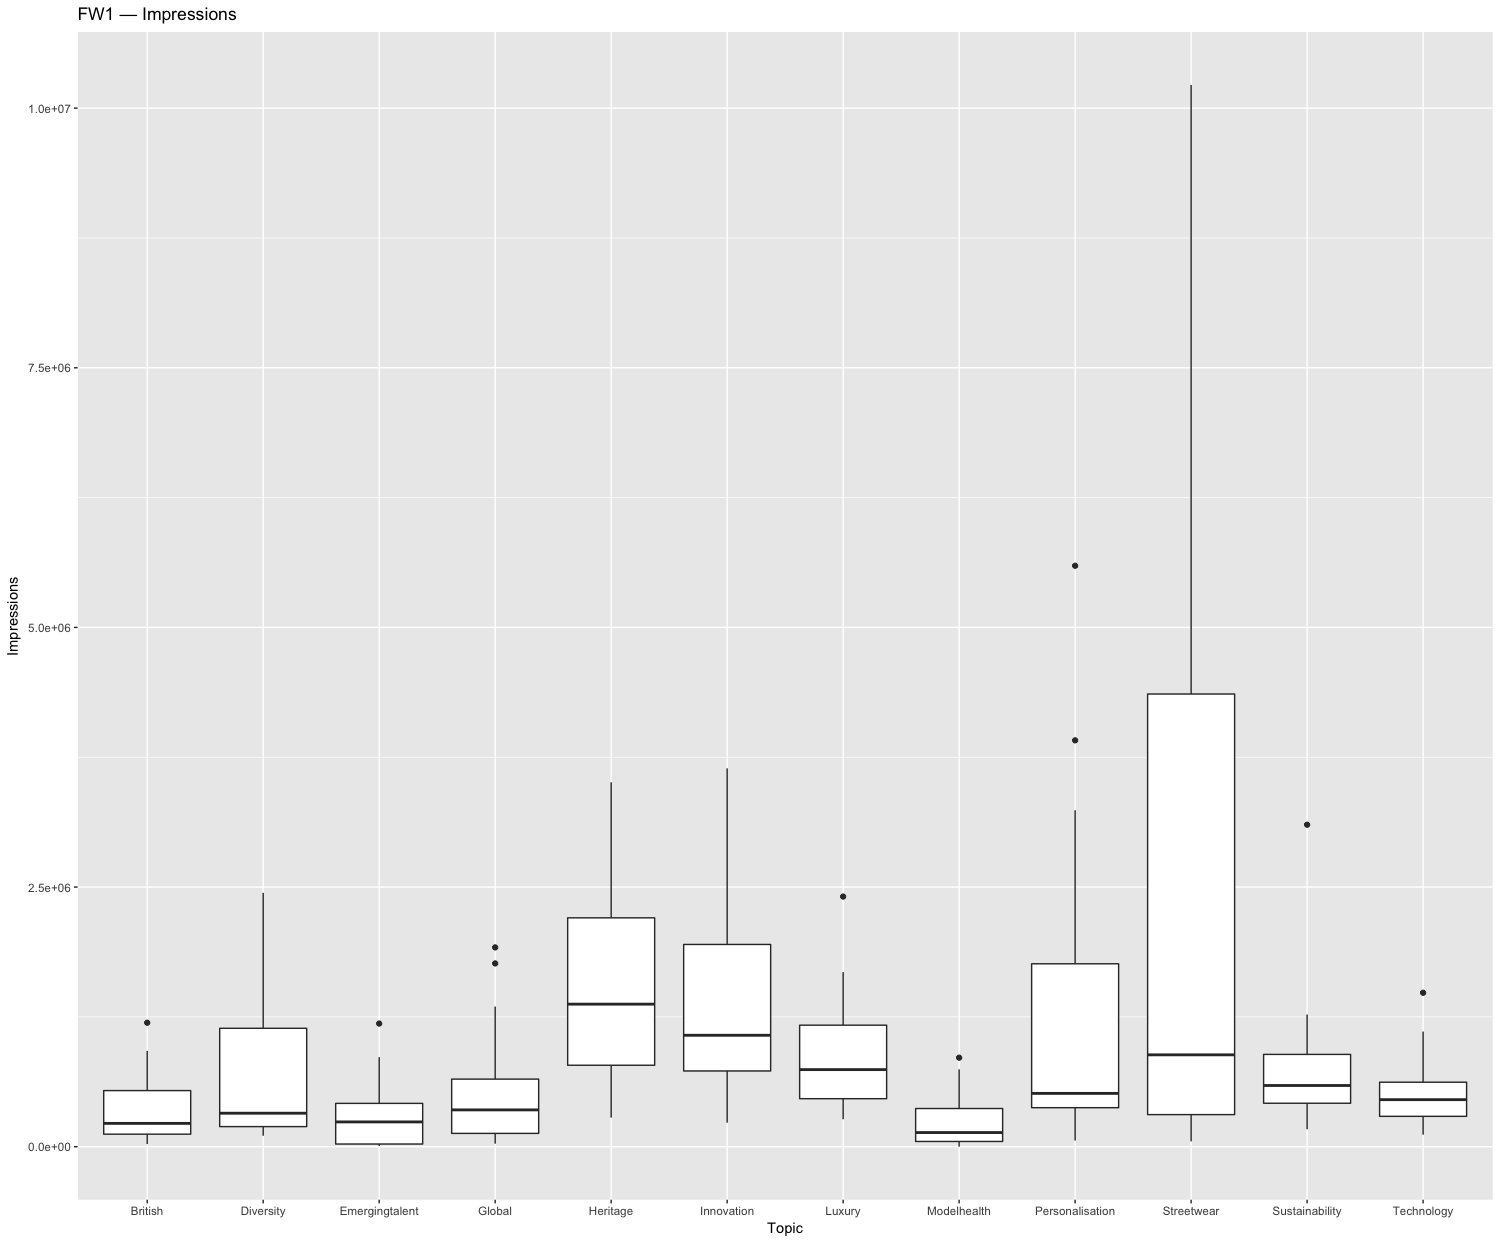 FW1 — Impressions
Impressions
1.0e+07
7.5e+06
5.0e+06
2.5e+06
0.0e+00
British Diversity Emergingtalent Global Heritage Innovation Luxury Modelhealth Personalisation Streetwear Sustainability Technology
Topic